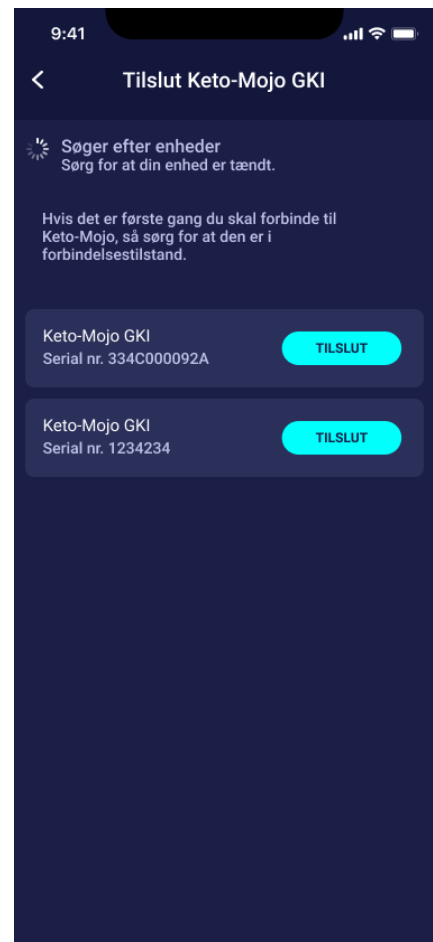 9:41
Tilslut Keto-Mojo GKI
Søger efter enheder
Sørg for at din enhed er tændt.
Hvis det er første gang du skal forbinde til
Keto-Mojo, så sørg for at den er i
forbindelsestilstand.
Keto-Mojo GKI
Serial nr. 334C000092A
TILSLUT
Keto-Mojo GKI
Serial nr. 1234234
TILSLUT